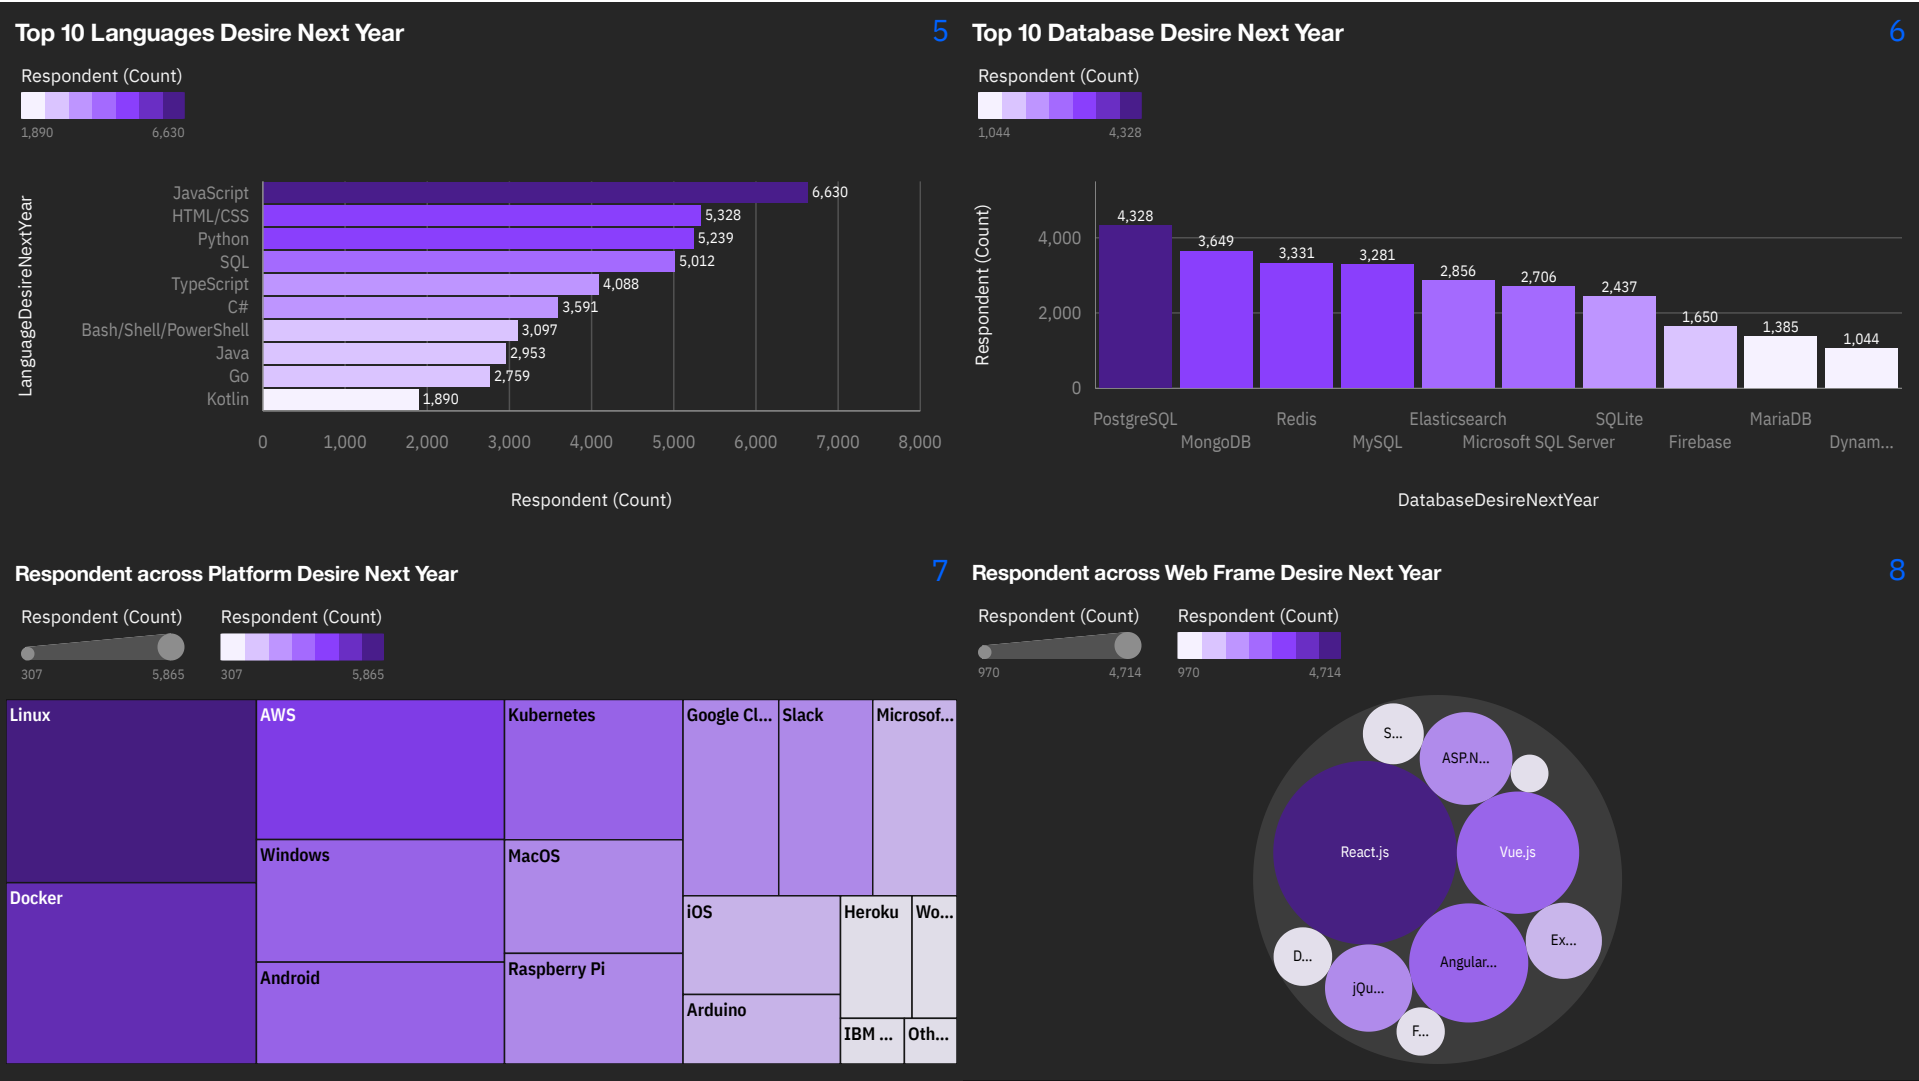 Top 10 Languages Desire Next Year
5
Respondent (Count)
1,890 6,630
LanguageDesireNextYear
JavaScript 6,630
HTML/CSS 5,328
Python 5,239
SQL 5,012
TypeScript 4,088
C# 3,591
Bash/Shell/PowerShell 3,097
Java 2,953
Go 2,759
Kotlin 1,890
0 1,000 2,000 3,000 4,000 5,000 6,000 7,000 8,000
Respondent (Count)
Top 10 Database Desire Next Year
6
Respondent (Count)
1,044 4,328
Respondent (Count)
4,000
2,000
0
4,328 3,649 3,331 3,281 2,856 2,706 2,437 1,650 1,385 1,044
PostgreSQL Redis Elasticsearch SQLite MariaDB
MongoDB MySQL Microsoft SQL Server Firebase Dynam...
DatabaseDesireNextYear
Respondent across Platform Desire Next Year
7
Respondent (Count) Respondent (Count)
307 5,865 307 5,865
Linux AWS Kubernetes Google Cl... Slack Microsof...
Windows MacOS
Docker iOS Heroku Wo...
Android Raspberry Pi
Arduino IBM ... Oth...
Respondent across Web Frame Desire Next Year
8
Respondent (Count) Respondent (Count)
970 4,714 970 4,714
S...
ASP.N...
React.js Vue.js
Ex...
D... Angular...
jQu...
F...